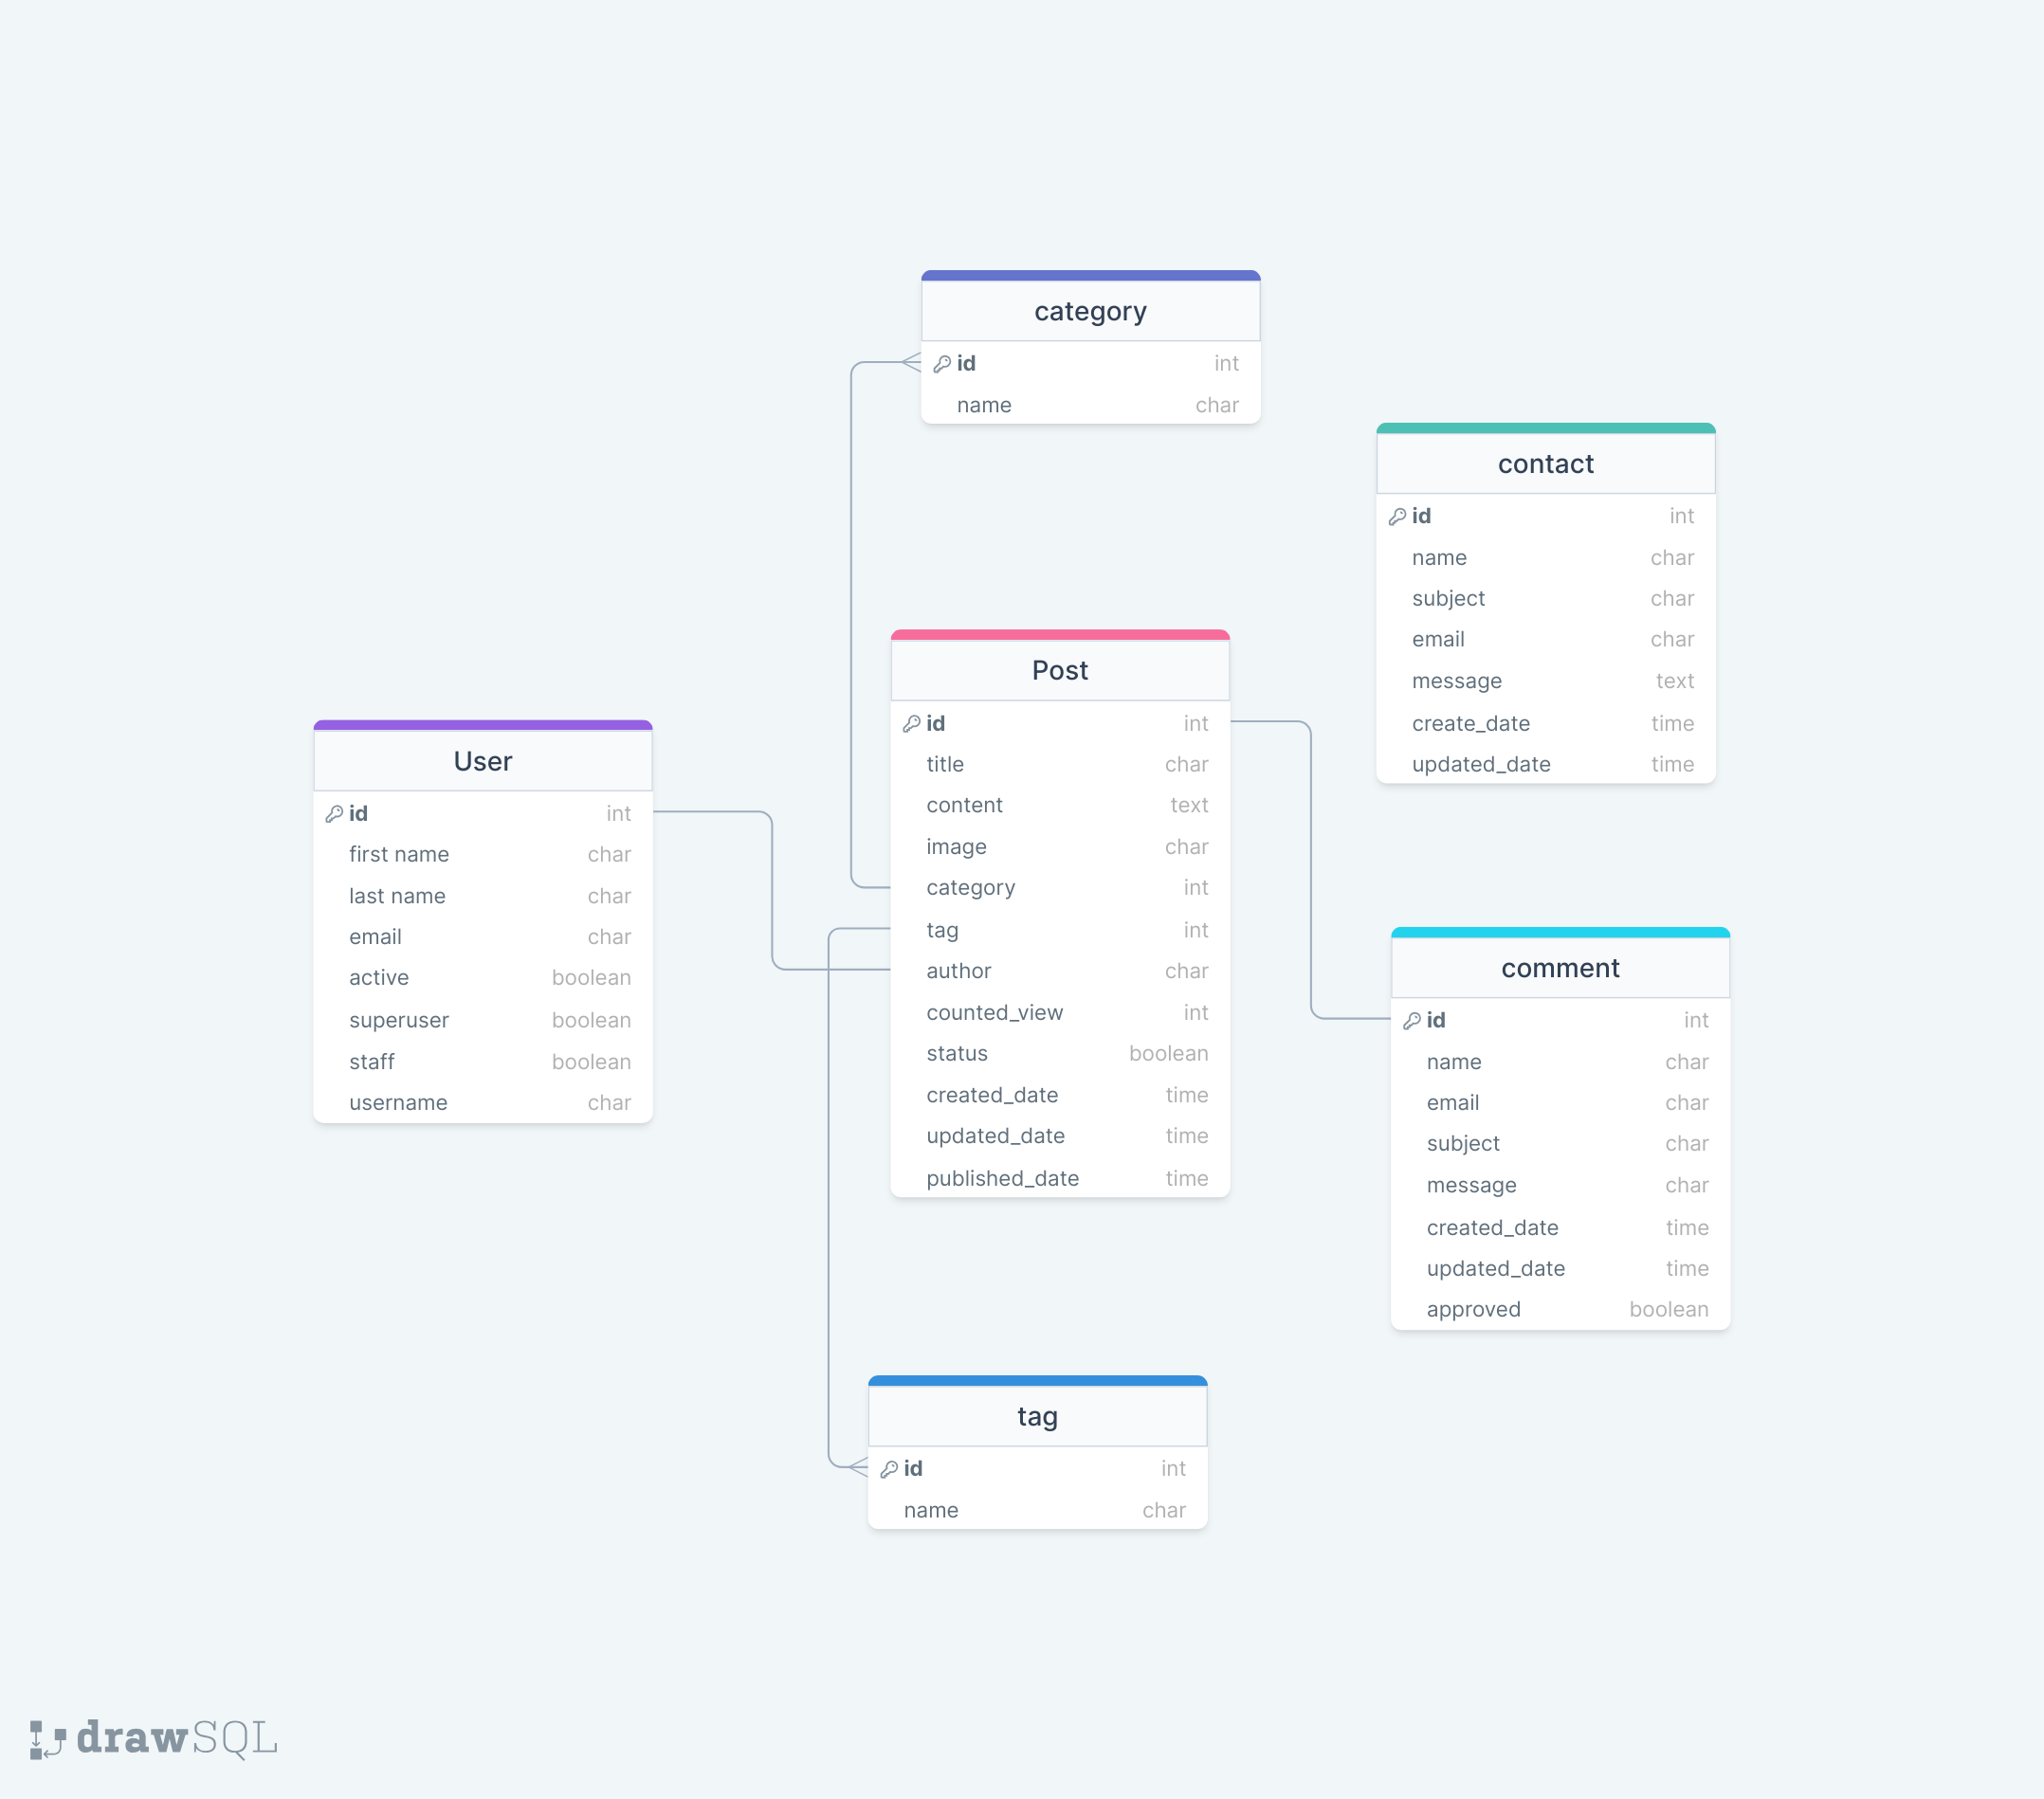 category
id int
name char
contact
id int
name char
subject char
email char
message text
create_date time
updated_date time
Post
id int
title char
content text
image char
category int
tag int
author char
counted_view int
status boolean
created_date time
updated_date time
published_date time
User
id int
first name char
last name char
email char
active boolean
superuser boolean
staff boolean
username char
comment
id int
name char
email char
subject char
message char
created_date time
updated_date time
approved boolean
tag
id int
name char
drawSQL